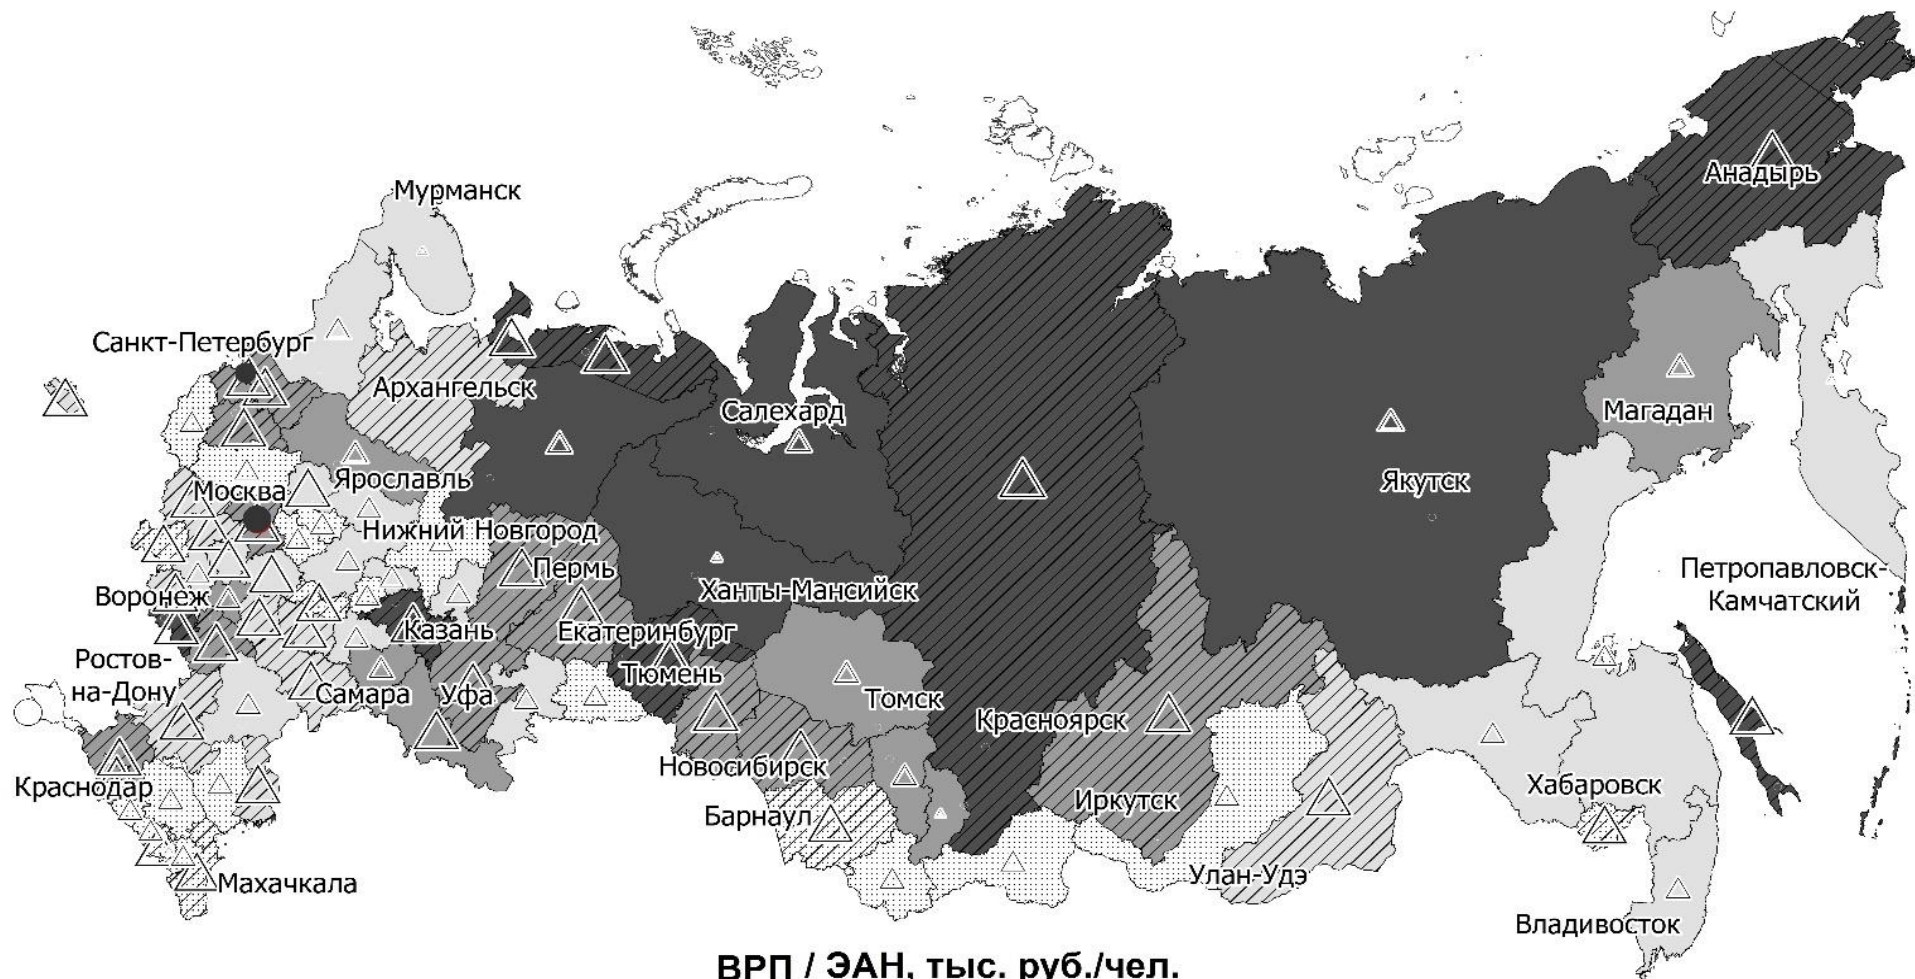 Мурманск
Анадырь
Санкт-Петербург
Архангельск
Салехард
Магадан
Ярославль
Якутск
Москва
Нижний Новгород
Пермь
Ханты-Мансийск
Петропавловск-
Камчатский
Воронеж
Казань
Екатеринбург
Тюмень
Ростов-
на-Дону
Самара
Уфа
Томск
Красноярск
Новосибирск
Краснодар
Хабаровск
Барнаул
Иркутск
Махачкала
Улан-Удэ
Владивосток
ВРП / ЭАН, тыс. руб./чел.